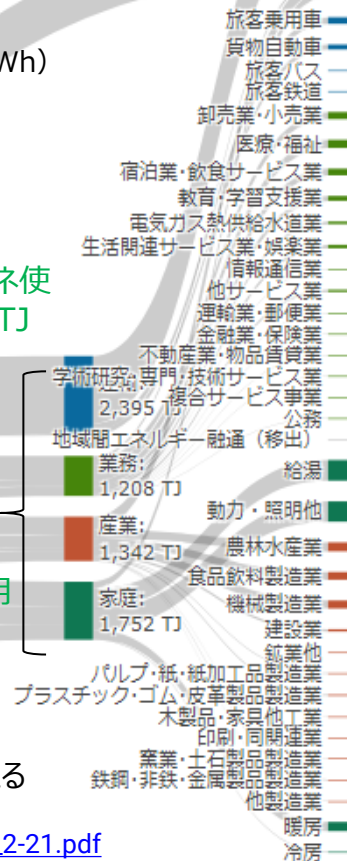 旅客乗用車
貨物自動車
Wh)
旅客バス
旅客鉄道
卸売業・小売業
医療・福祉
宿泊業・飲食サービス業
教育・学習支援業
電気ガス熱供給水道業
生活関連サービス業・娯楽業
情報通信業
ネ使
他サービス業
TJ
運輸業・郵便業
金融業・保険業
不動産業・物品賃貸業
学術研究・専門・技術サービス業
2,395 TJ
複合サービス事業
公務
地域間エネルギー融通（移出）
業務:
1,208 TJ
給湯
動力・照明他
産業:
1,342 TJ
農林水産業
食品飲料製造業
家庭:
1,752 TJ
機械製造業
建設業
鉱業他
パルプ・紙・紙加工品製造業
プラスチック・ゴム・皮革製品製造業
木製品・家具他工業
印刷・同関連業
窯業・土石製品製造業
る
鉄鋼・非鉄・金属製品製造業
他製造業
暖房
_2-21.pdf
冷房